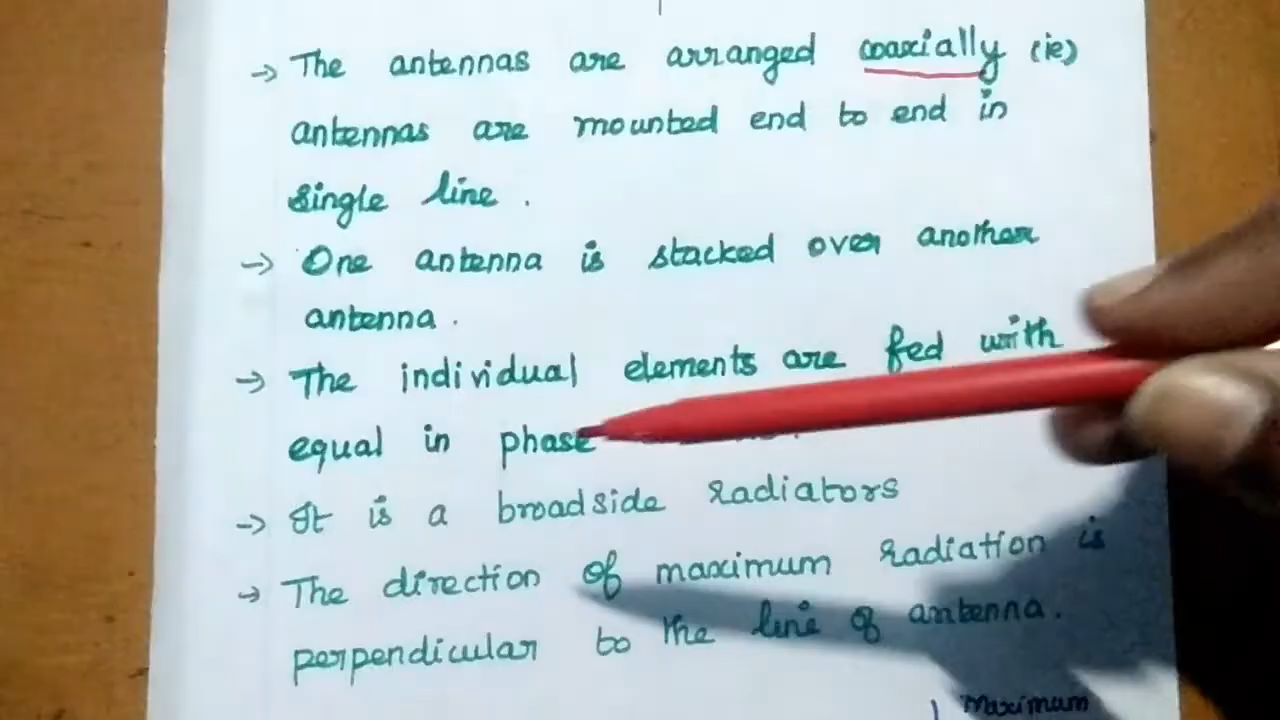 → The antennas are arranged coaxially (ie)
antennas are mounted end to end in
single line .
→ One antenna is stacked over another
antenna .
→ The individual elements are fed with
equal in phase
→ It is a broadside radiators
→ The direction of maximum radiation is
perpendicular to the line of antenna.
Maximum